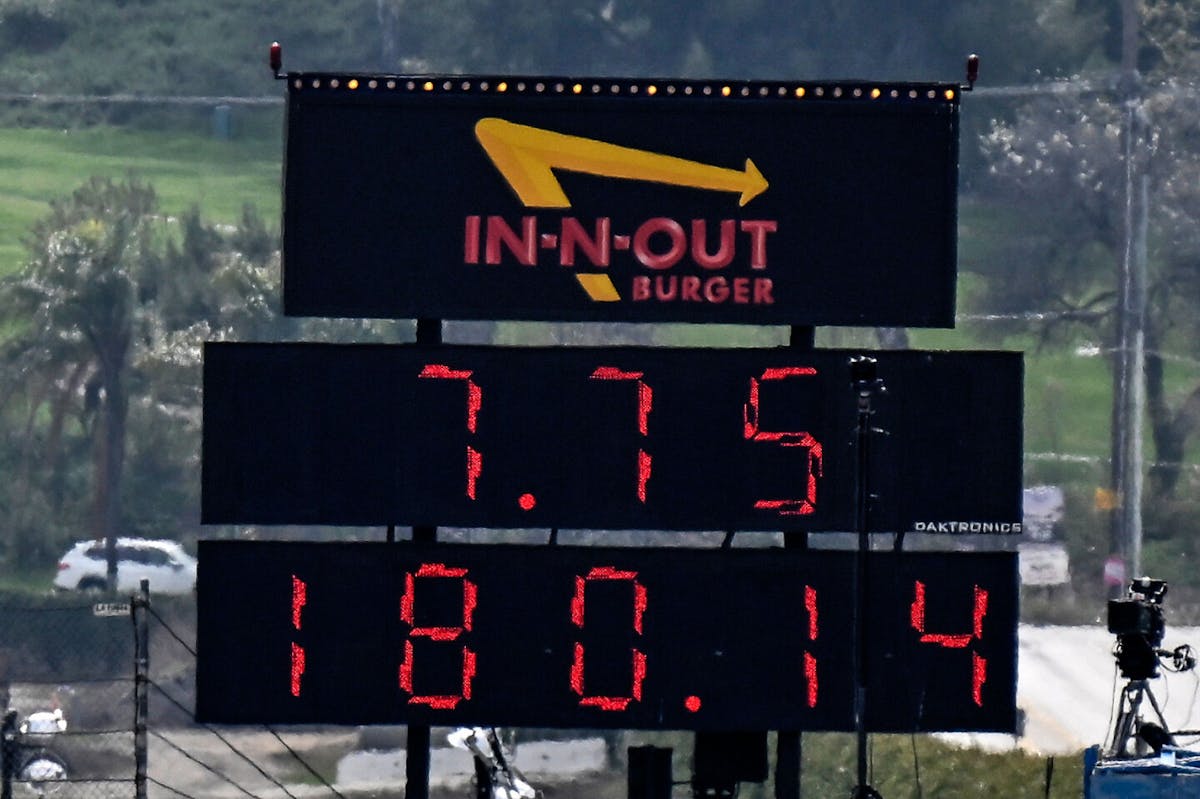 IN-N-OUT
BURGER
7.75
DAKTRONICS
180.14